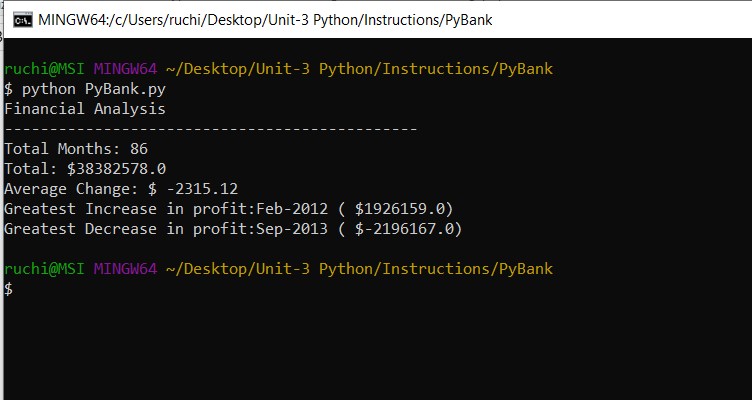 MINGW64:/c/Users/ruchi/Desktop/Unit-3 Python/Instructions/PyBank
ruchi@MSI MINGW64 ~/Desktop/Unit-3 Python/Instructions/PyBank
$ python PyBank.py
Financial Analysis
----------------------------------------------
Total Months: 86
Total: $38382578.0
Average Change: $ -2315.12
Greatest Increase in profit:Feb-2012 ( $1926159.0)
Greatest Decrease in profit:Sep-2013 ( $-2196167.0)
ruchi@MSI MINGW64 ~/Desktop/Unit-3 Python/Instructions/PyBank
$